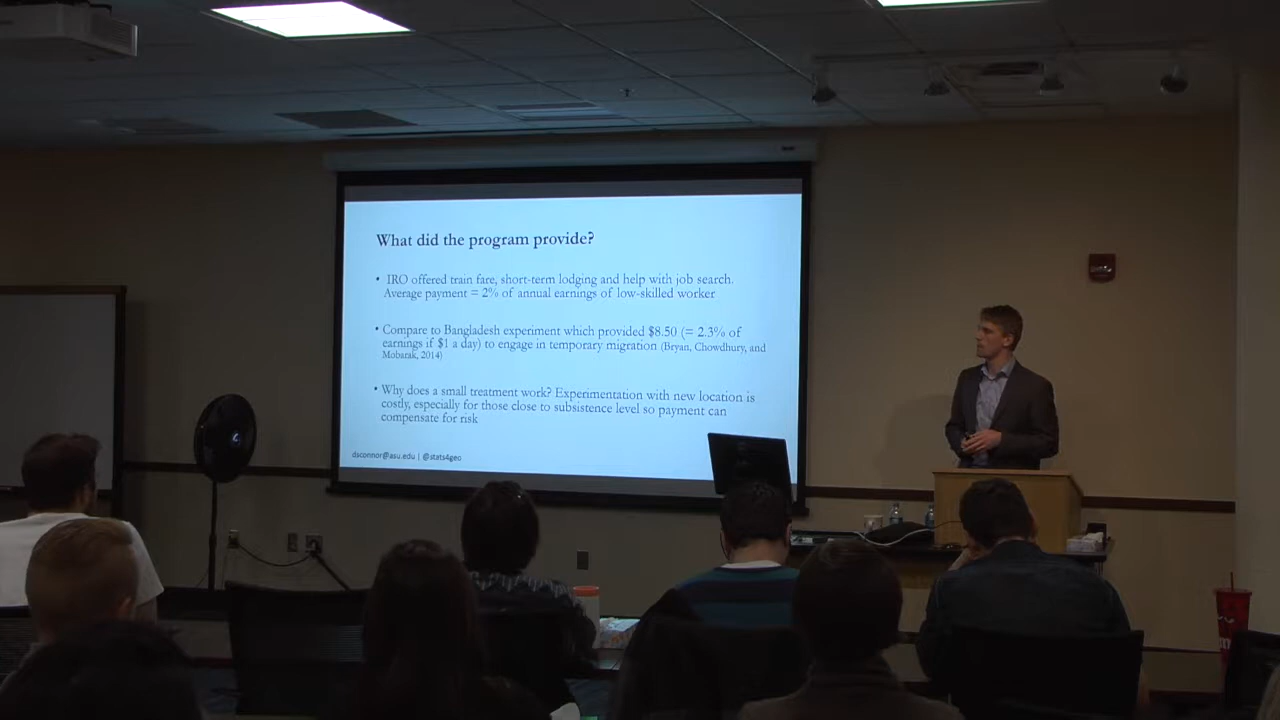 What did the program provide?
• IRO offered train fare, short-term lodging and help with job search.
Average payment = 2% of annual earnings of low-skilled worker
• Compare to Bangladesh experiment which provided $8.50 (= 2.3% of
earnings if $1 a day) to engage in temporary migration (Bryan, Chowdhury, and
Mobarak, 2014)
• Why does a small treatment work? Experimentation with new location is
costly, especially for those close to subsistence level so payment can
compensate for risk
dsconnor@asu.edu | @stats4geo